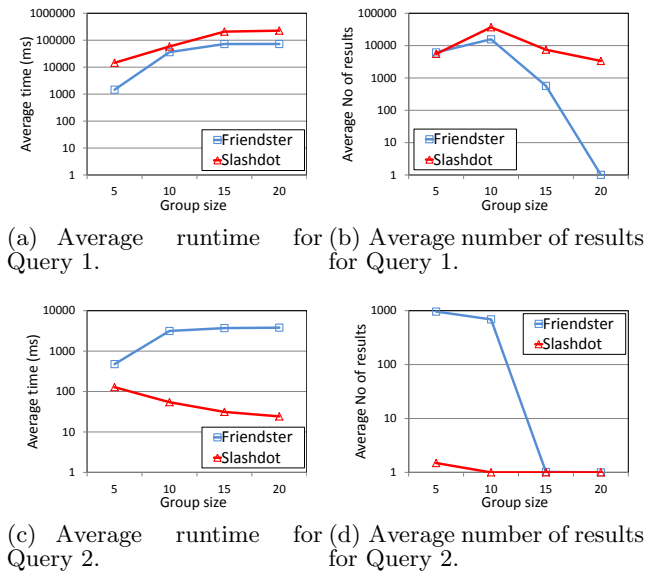 1000000
100000
10000
1000
100
10
1
Average time (ms)
Friendster
Slashdot
5 10 15 20
Group size
(a) Average runtime for Query 1.
100000
10000
1000
100
10
1
Average No of results
Friendster
Slashdot
5 10 15 20
Group size
(b) Average number of results for Query 1.
10000
1000
100
10
1
Average time (ms)
Friendster
Slashdot
5 10 15 20
Group size
(c) Average runtime for Query 2.
1000
100
10
1
Average No of results
Friendster
Slashdot
5 10 15 20
Group size
(d) Average number of results for Query 2.